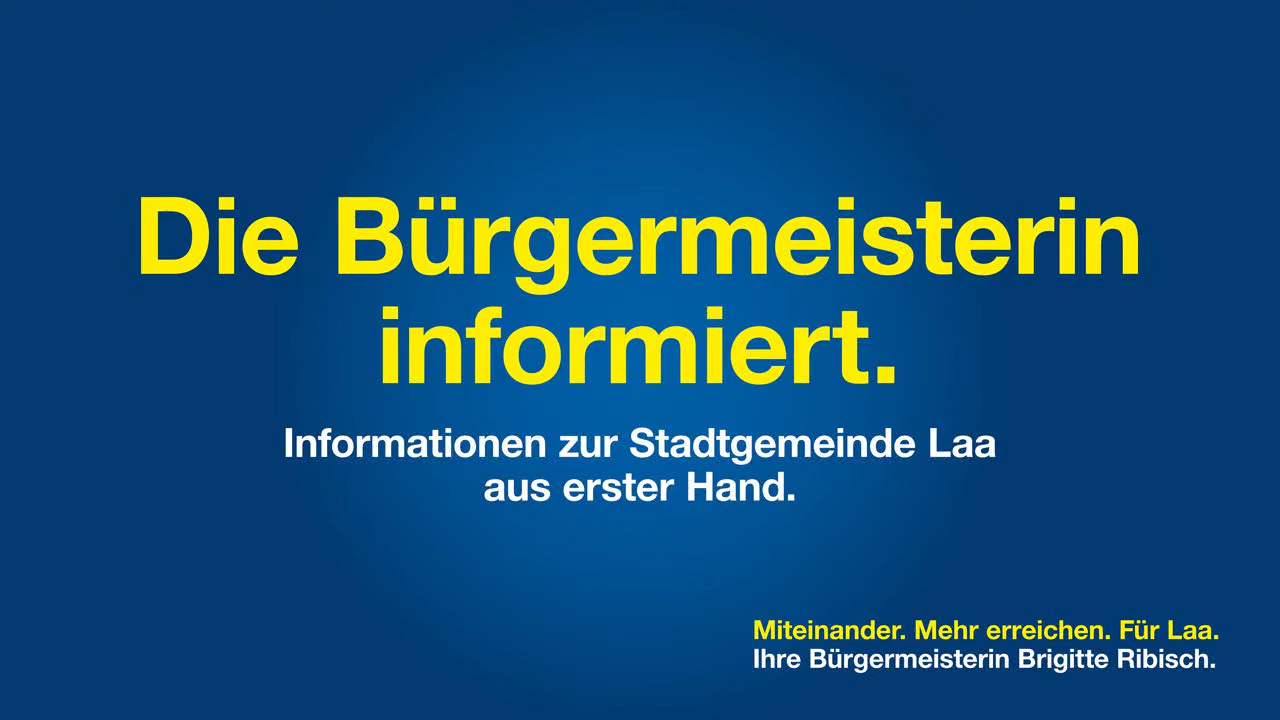 Die Bürgermeisterin
informiert.
Informationen zur Stadtgemeinde Laa
aus erster Hand.
Miteinander. Mehr erreichen. Für Laa.
Ihre Bürgermeisterin Brigitte Ribisch.